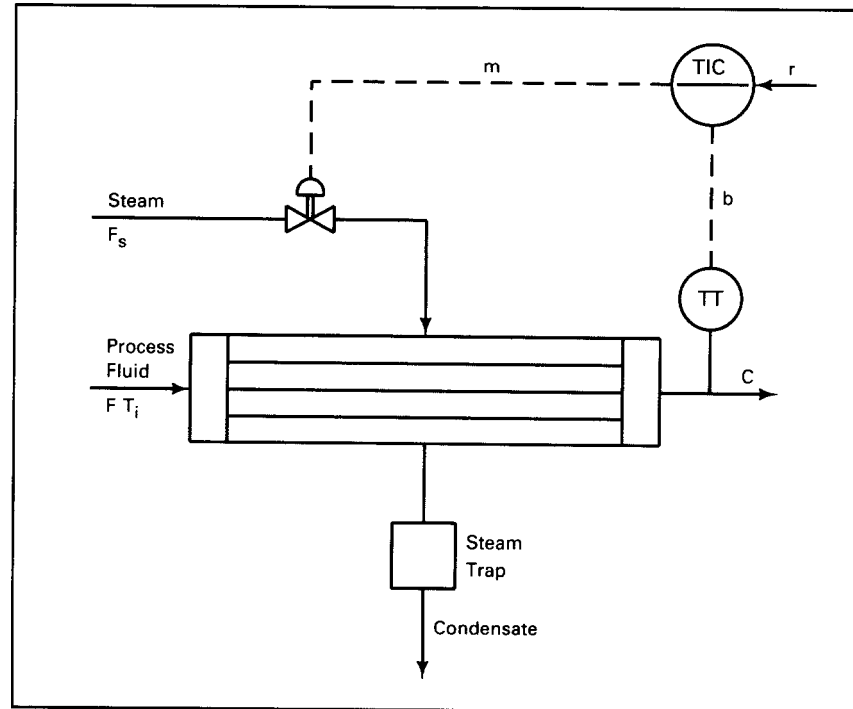 TIC
m
r
Steam
F_s
b
TT
Process
Fluid
F T_i
C
Steam
Trap
Condensate